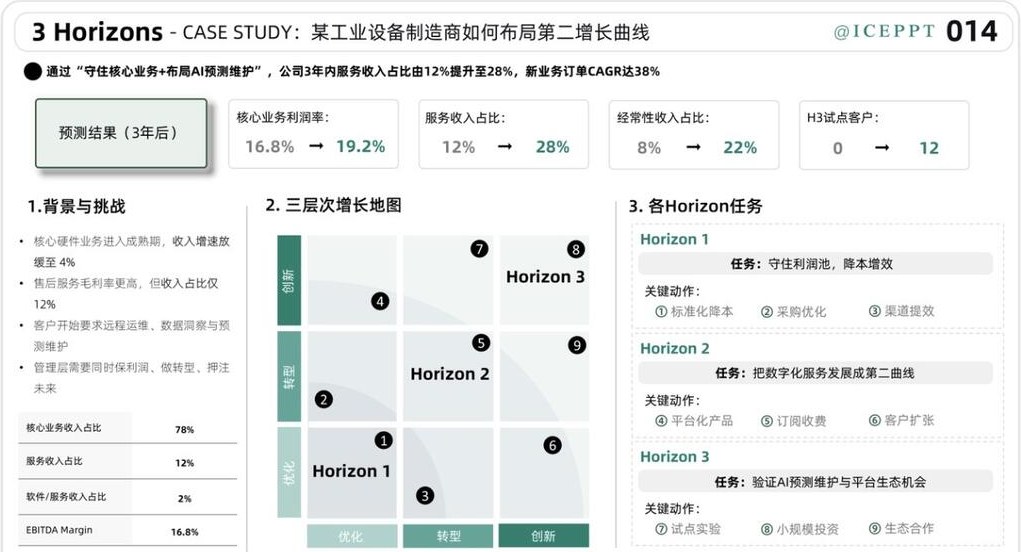 3 Horizons - CASE STUDY：某工业设备制造商如何布局第二增长曲线
@ICEPPT 014
通过“守住核心业务+布局AI预测维护”，公司3年内服务收入占比由12%提升至28%，新业务订单CAGR达38%
预测结果（3年后）
核心业务利润率：
16.8% → 19.2%
服务收入占比：
12% → 28%
经常性收入占比：
8% → 22%
H3试点客户：
0 → 12
1.背景与挑战
• 核心硬件业务进入成熟期，收入增速放
缓至 4%
• 售后服务毛利率更高，但收入占比仅
12%
• 客户开始要求远程运维、数据洞察与预
测维护
• 管理层需要同时保利润、做转型、押注
未来
核心业务收入占比 78%
服务收入占比 12%
软件/服务收入占比 2%
EBITDA Margin 16.8%
2. 三层次增长地图
创新
转型
优化
7
8
Horizon 3
4
5
9
Horizon 2
2
1
6
Horizon 1
3
优化 转型 创新
3. 各Horizon任务
Horizon 1
任务：守住利润池，降本增效
关键动作：
① 标准化降本 ② 采购优化 ③ 渠道提效
Horizon 2
任务：把数字化服务发展成第二曲线
关键动作：
④ 平台化产品 ⑤ 订阅收费 ⑥ 客户扩张
Horizon 3
任务：验证AI预测维护与平台生态机会
关键动作：
⑦ 试点实验 ⑧ 小规模投资 ⑨ 生态合作